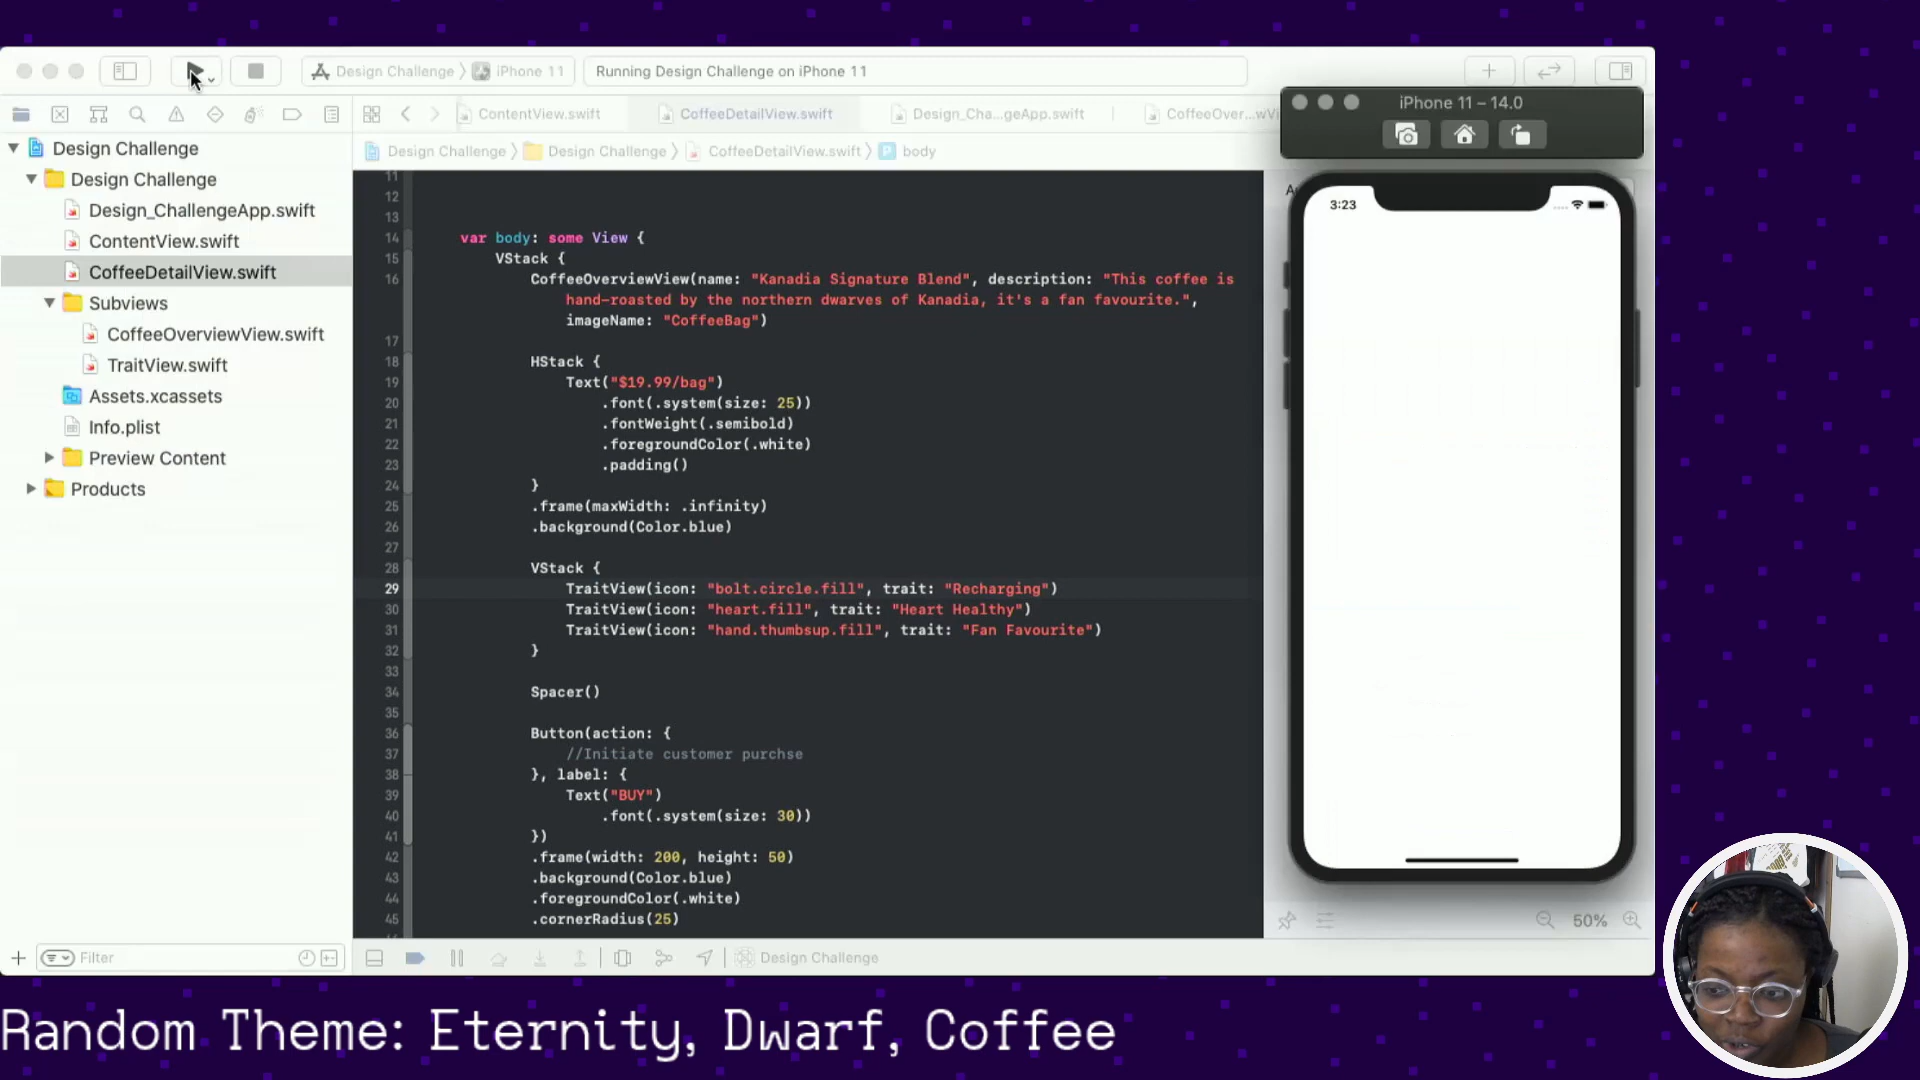 Design Challenge 〉 iPhone 11
Running Design Challenge on iPhone 11
ContentView.swift
CoffeeDetailView.swift
Design_Cha...geApp.swift
CoffeeOver...wVi
Design Challenge 〉 Design Challenge 〉 CoffeeDetailView.swift 〉 P body
Design Challenge
Design Challenge
Design_ChallengeApp.swift
ContentView.swift
CoffeeDetailView.swift
Subviews
CoffeeOverviewView.swift
TraitView.swift
Assets.xcassets
Info.plist
Preview Content
Products
Filter
11
12
13
14 var body: some View {
15 VStack {
16 CoffeeOverviewView(name: "Kanadia Signature Blend", description: "This coffee is
hand-roasted by the northern dwarves of Kanadia, it's a fan favourite.",
imageName: "CoffeeBag")
17
18 HStack {
19 Text("$19.99/bag")
20 .font(.system(size: 25))
21 .fontWeight(.semibold)
22 .foregroundColor(.white)
23 .padding()
24 }
25 .frame(maxWidth: .infinity)
26 .background(Color.blue)
27
28 VStack {
29 TraitView(icon: "bolt.circle.fill", trait: "Recharging")
30 TraitView(icon: "heart.fill", trait: "Heart Healthy")
31 TraitView(icon: "hand.thumbsup.fill", trait: "Fan Favourite")
32 }
33
34 Spacer()
35
36 Button(action: {
37 //Initiate customer purchse
38 }, label: {
39 Text("BUY")
40 .font(.system(size: 30))
41 })
42 .frame(width: 200, height: 50)
43 .background(Color.blue)
44 .foregroundColor(.white)
45 .cornerRadius(25)
Design Challenge
iPhone 11 – 14.0
3:23
50%
Random Theme: Eternity, Dwarf, Coffee